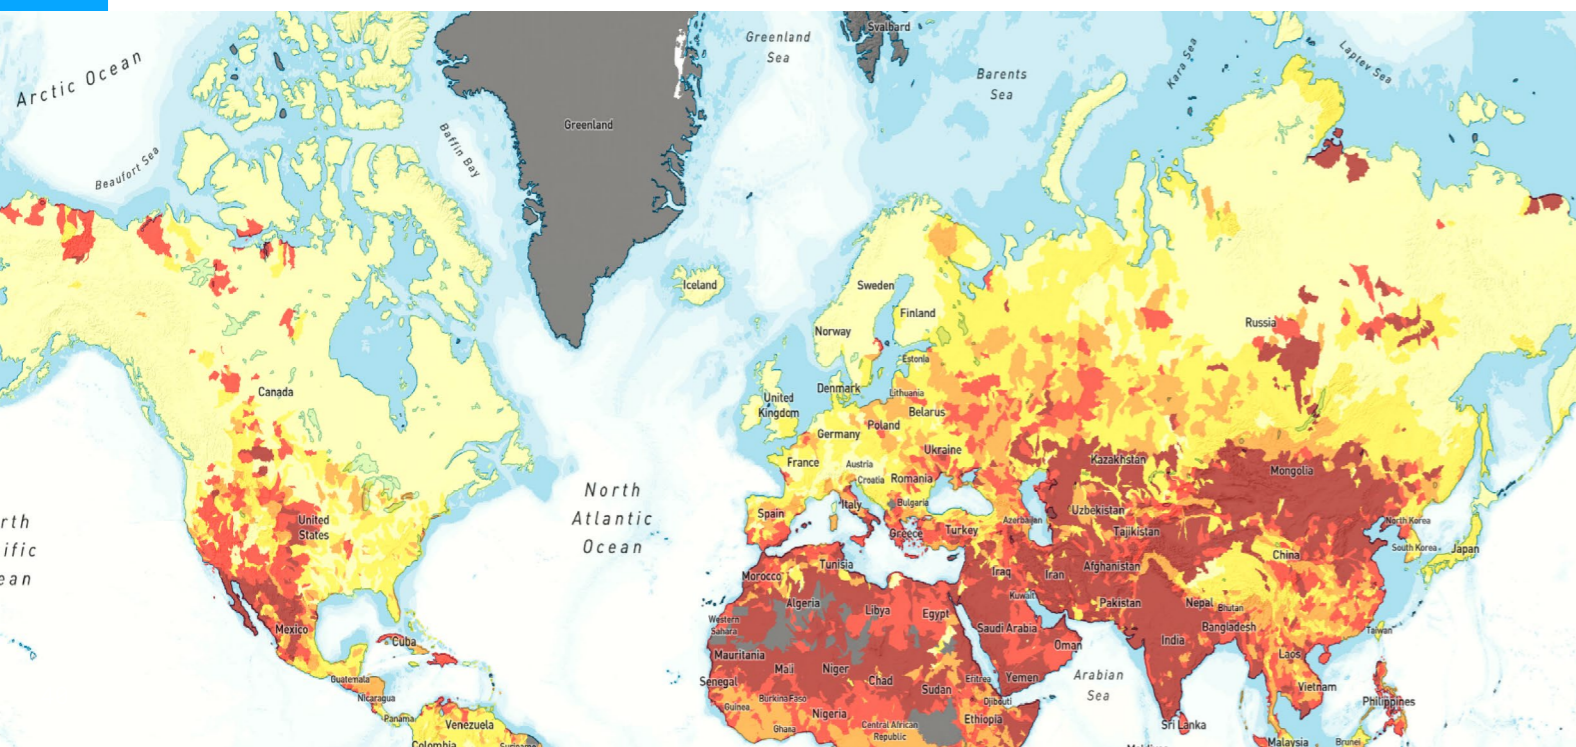 Svalbard
Greenland
Sea
Arctic Ocean
Barents
Sea
Kara Sea
Laptev Sea
Greenland
Baffin Bay
Beaufort Sea
Iceland
Sweden
Finland
Norway
Russia
Estonia
Canada
United
Kingdom
Denmark
Lithuania
Belarus
Poland
Germany
Ukraine
France
Austria
Croatia
Romania
Kazakhstan
Mongolia
North
Atlantic
Ocean
rth
ific
ean
United
States
Spain
Italy
Bulgaria
Greece
Turkey
Azerbaijan
Uzbekistan
Tajikistan
North Korea
South Korea
Japan
China
Morocco
Tunisia
Iraq
Iran
Afghanistan
Kuwait
Pakistan
Nepal
Bhutan
Algeria
Libya
Egypt
Western
Sahara
Saudi Arabia
Bangladesh
India
Taiwan
Mexico
Cuba
Oman
Mauritania
Mali
Niger
Chad
Sudan
Eritrea
Yemen
Arabian
Sea
Laos
Vietnam
Philippines
Guatemala
Nicaragua
Panama
Venezuela
Colombia
Suriname
Senegal
Guinea
Burkina Faso
Ghana
Nigeria
Central African
Republic
Djibouti
Ethiopia
Sri Lanka
Malaysia
Brunei